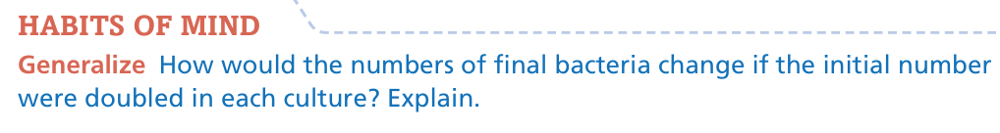 HABITS OF MIND
Generalize How would the numbers of final bacteria change if the initial number
were doubled in each culture? Explain.